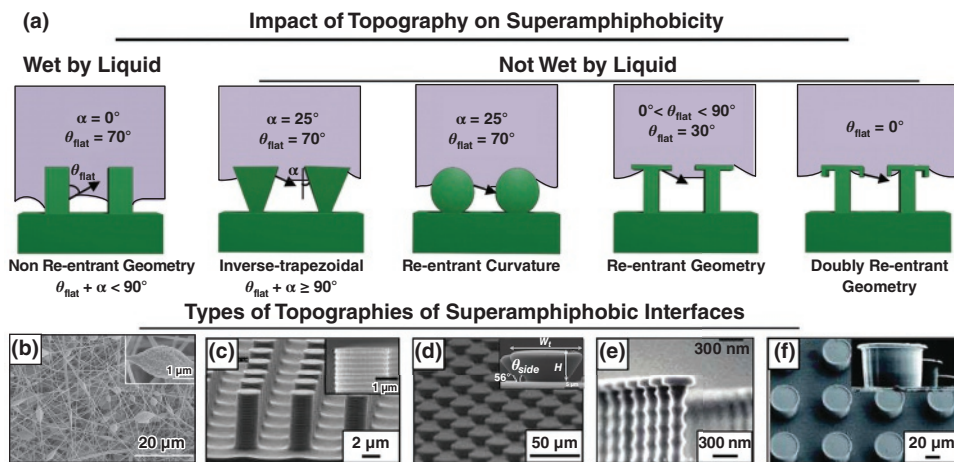 (a)
Impact of Topography on Superamphiphobicity
Wet by Liquid
Not Wet by Liquid
α = 0°
θflat = 70°
θflat
α = 25°
θflat = 70°
α
α = 25°
θflat = 70°
0°< θflat < 90°
θflat = 30°
θflat = 0°
Non Re-entrant Geometry
θflat + α < 90°
Inverse-trapezoidal
θflat + α ≥ 90°
Re-entrant Curvature
Re-entrant Geometry
Doubly Re-entrant
Geometry
Types of Topographies of Superamphiphobic Interfaces
(b)
1 μm
20 μm
(c)
1 μm
2 μm
(d)
Wt
θside
H
56°
5 μm
50 μm
(e)
300 nm
300 nm
(f)
20 μm